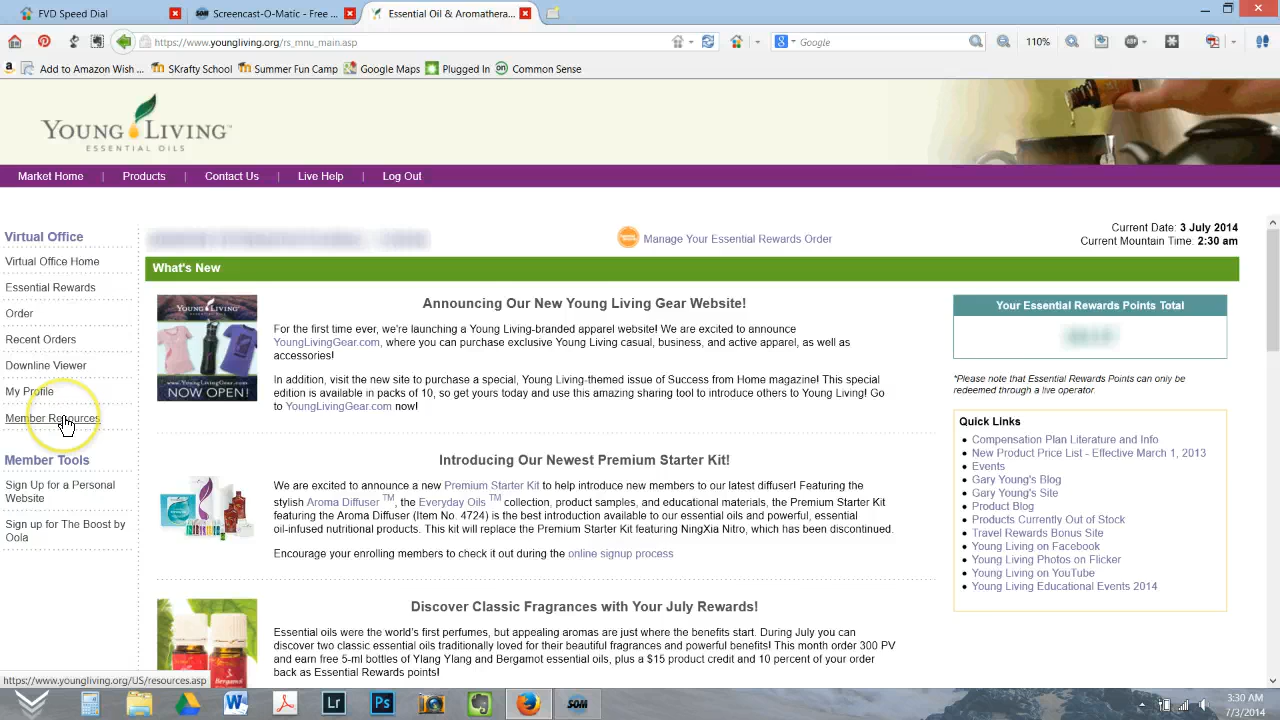 FVD Speed Dial
Screencast-O-Matic - Free ...
Essential Oil & Aromathera...
https://www.youngliving.org/rs_mnu_main.asp
Google
110%
Add to Amazon Wish ...
SKrafty School
Summer Fun Camp
Google Maps
Plugged In
Common Sense
YOUNG LIVING
ESSENTIAL OILS
Market Home | Products | Contact Us | Live Help | Log Out
Virtual Office
Virtual Office Home
Essential Rewards
Order
Recent Orders
Downline Viewer
My Profile
Member Resources
Member Tools
Sign Up for a Personal
Website
Sign up for The Boost by
Oola
Manage Your Essential Rewards Order
Current Date: 3 July 2014
Current Mountain Time: 2:30 am
What's New
YOUNG LIVING
www.YoungLivingGear.com
NOW OPEN!
Announcing Our New Young Living Gear Website!
For the first time ever, we're launching a Young Living-branded apparel website! We are excited to announce
YoungLivingGear.com, where you can purchase exclusive Young Living casual, business, and active apparel, as well as
accessories!
In addition, visit the new site to purchase a special, Young Living-themed issue of Success from Home magazine! This special
edition is available in packs of 10, so get yours today and use this amazing sharing tool to introduce others to Young Living! Go
to YoungLivingGear.com now!
Introducing Our Newest Premium Starter Kit!
We are excited to announce a new Premium Starter Kit to help introduce new members to our latest diffuser! Featuring the
stylish Aroma Diffuser TM, the Everyday Oils TM collection, product samples, and educational materials, the Premium Starter Kit
featuring the Aroma Diffuser (Item No. 4724) is the best introduction available to our essential oils and powerful, essential
oil-infused nutritional products. This kit will replace the Premium Starter Kit featuring NingXia Nitro, which has been discontinued.
Encourage your enrolling members to check it out during the online signup process
Discover Classic Fragrances with Your July Rewards!
Essential oils were the world's first perfumes, but appealing aromas are just where the benefits start. During July you can
discover two classic essential oils traditionally loved for their beautiful fragrances and powerful benefits! This month order 300 PV
and earn free 5-ml bottles of Ylang Ylang and Bergamot essential oils, plus a $15 product credit and 10 percent of your order
back as Essential Rewards points!
Your Essential Rewards Points Total
*Please note that Essential Rewards Points can only be
redeemed through a live operator.
Quick Links
Compensation Plan Literature and Info
New Product Price List - Effective March 1, 2013
Events
Gary Young's Blog
Gary Young's Site
Product Blog
Products Currently Out of Stock
Travel Rewards Bonus Site
Young Living on Facebook
Young Living Photos on Flicker
Young Living on YouTube
Young Living Educational Events 2014
https://www.youngliving.org/US/resources.asp
Lr
Ps
SOM
3:30 AM
7/3/2014